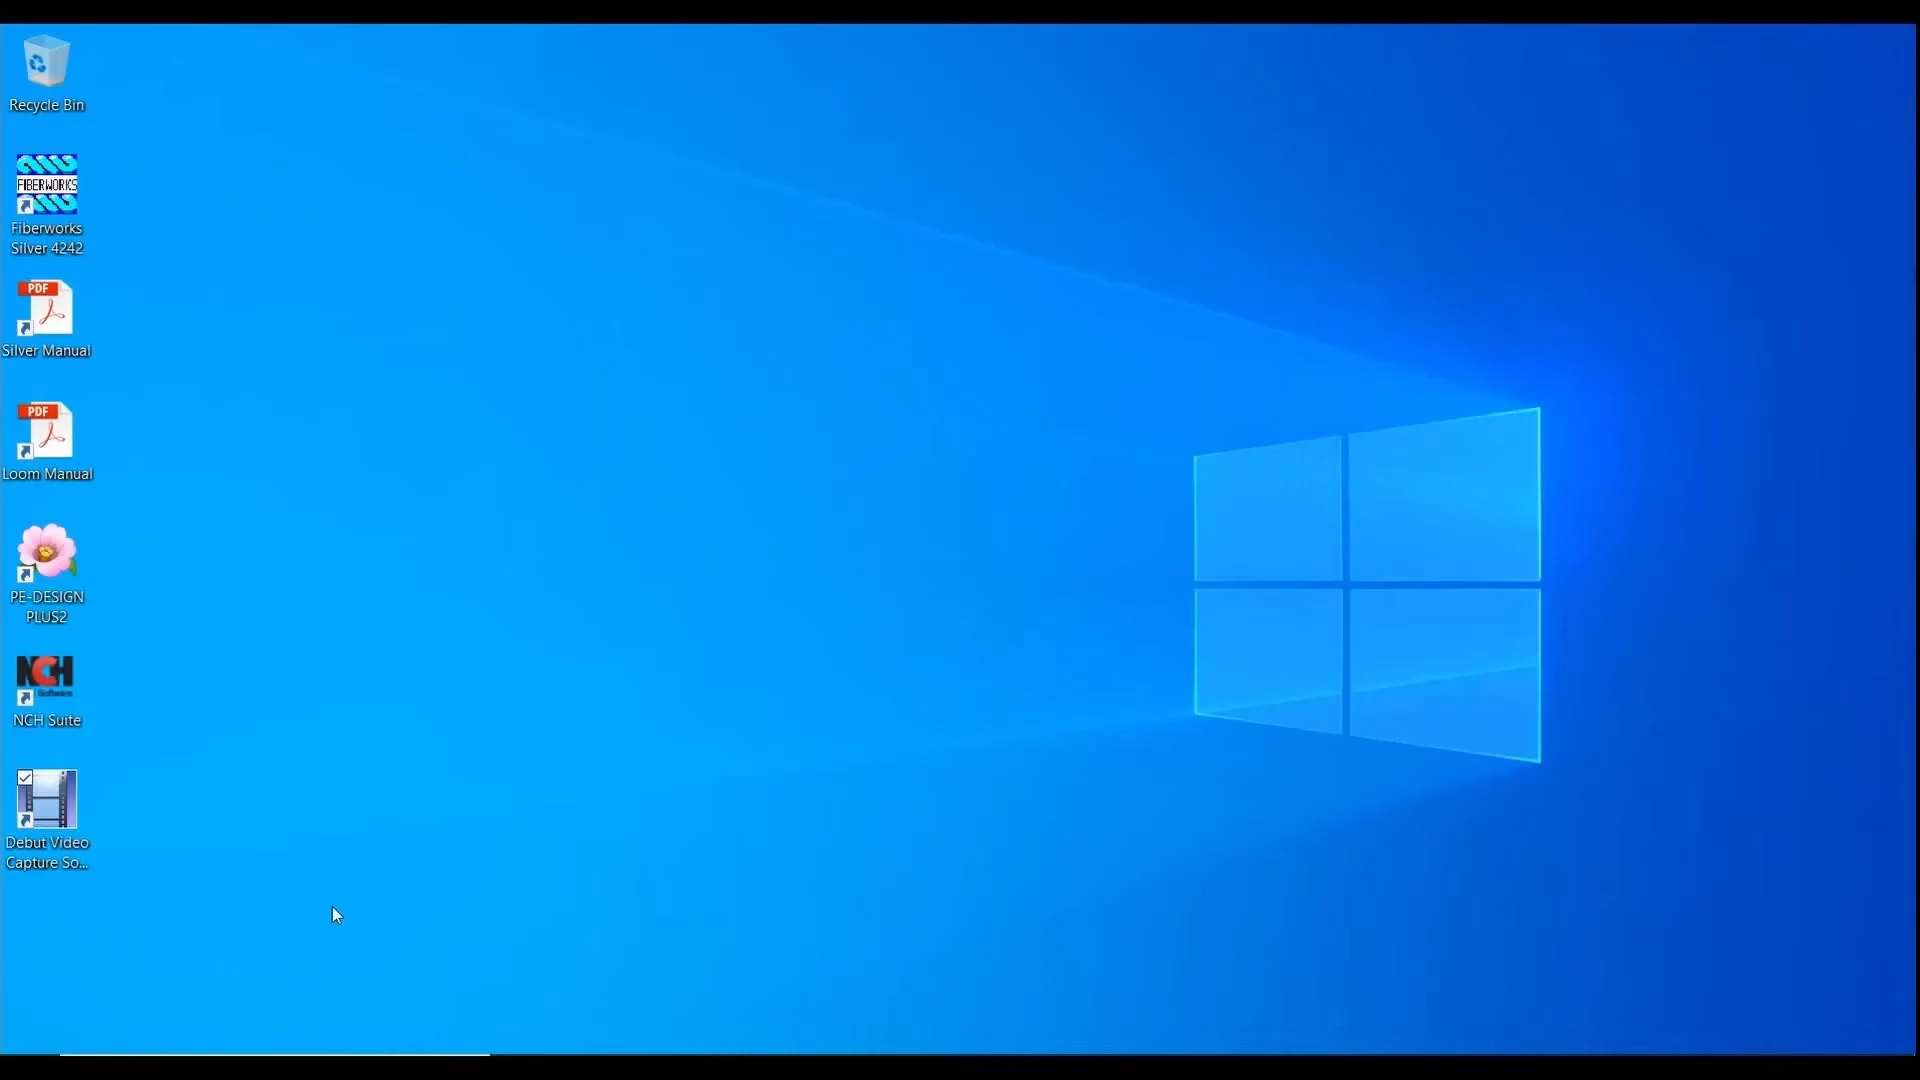 Recycle Bin
FIBERWORKS
Fiberworks
Silver 4242
PDF
Silver Manual
PDF
Loom Manual
PE-DESIGN
PLUS2
NCH
Software
NCH Suite
Debut Video
Capture So...